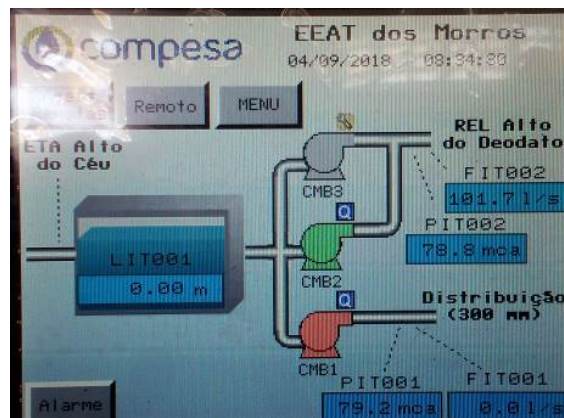 compesa
EEAT dos Morros
04/09/2018 08:34:30
Remoto
MENU
ETA Alto
do Céu
REL Alto
do Deodato
FIT002
101.7 l/s
CMB3
PIT002
78.8 mca
Q
LIT001
0.00 m
CMB2
Distribuição
(300 mm)
Q
CMB1
PIT001
FIT001
79.2 mca
0.0 l/s
Alarme